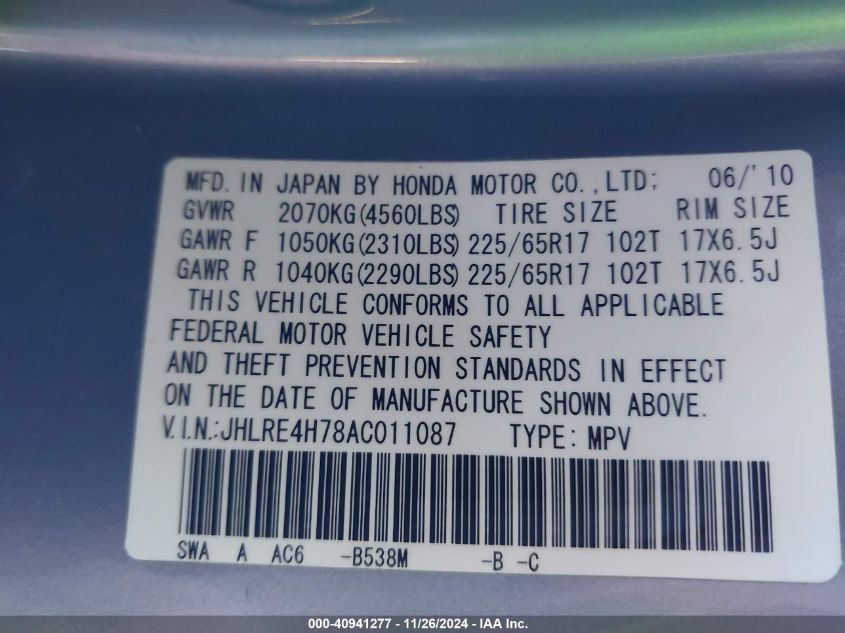 MFD. IN JAPAN BY HONDA MOTOR CO.,LTD; 06/'10
GVWR 2070KG(4560LBS) TIRE SIZE RIM SIZE
GAWR F 1050KG(2310LBS) 225/65R17 102T 17X6.5J
GAWR R 1040KG(2290LBS) 225/65R17 102T 17X6.5J
THIS VEHICLE CONFORMS TO ALL APPLICABLE
FEDERAL MOTOR VEHICLE SAFETY
AND THEFT PREVENTION STANDARDS IN EFFECT
ON THE DATE OF MANUFACTURE SHOWN ABOVE.
V.I.N.:JHLRE4H78AC011087 TYPE: MPV
SWA A AC6 -B538M -B -C
000-40941277 - 11/26/2024 - IAA Inc.